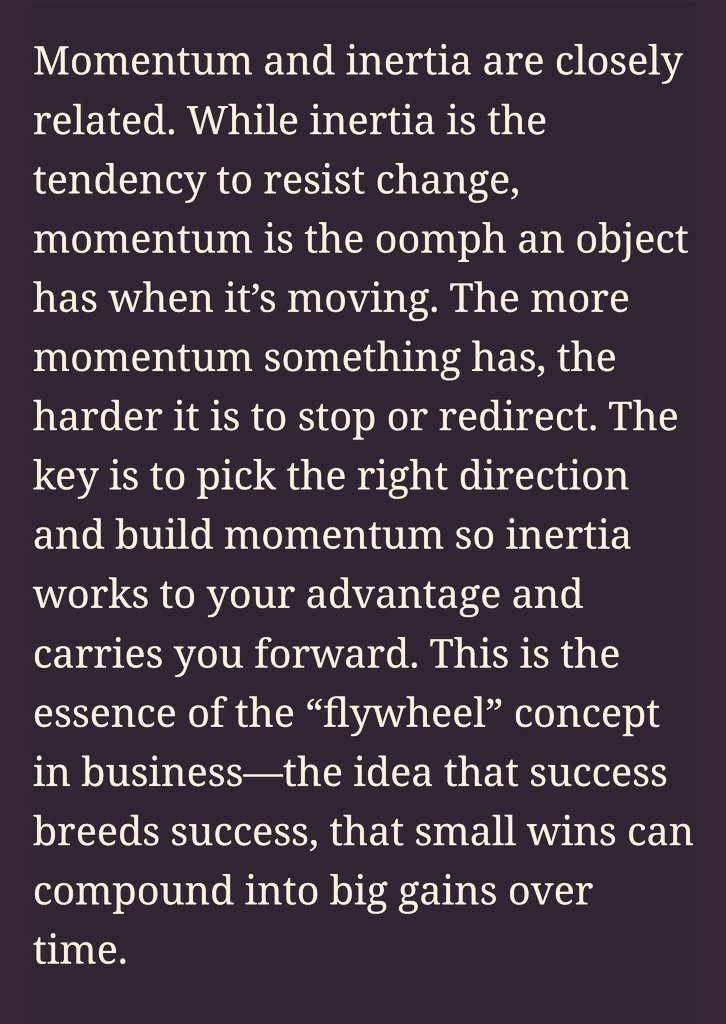 Momentum and inertia are closely
related. While inertia is the
tendency to resist change,
momentum is the oomph an object
has when it’s moving. The more
momentum something has, the
harder it is to stop or redirect. The
key is to pick the right direction
and build momentum so inertia
works to your advantage and
carries you forward. This is the
essence of the “flywheel” concept
in business—the idea that success
breeds success, that small wins can
compound into big gains over
time.